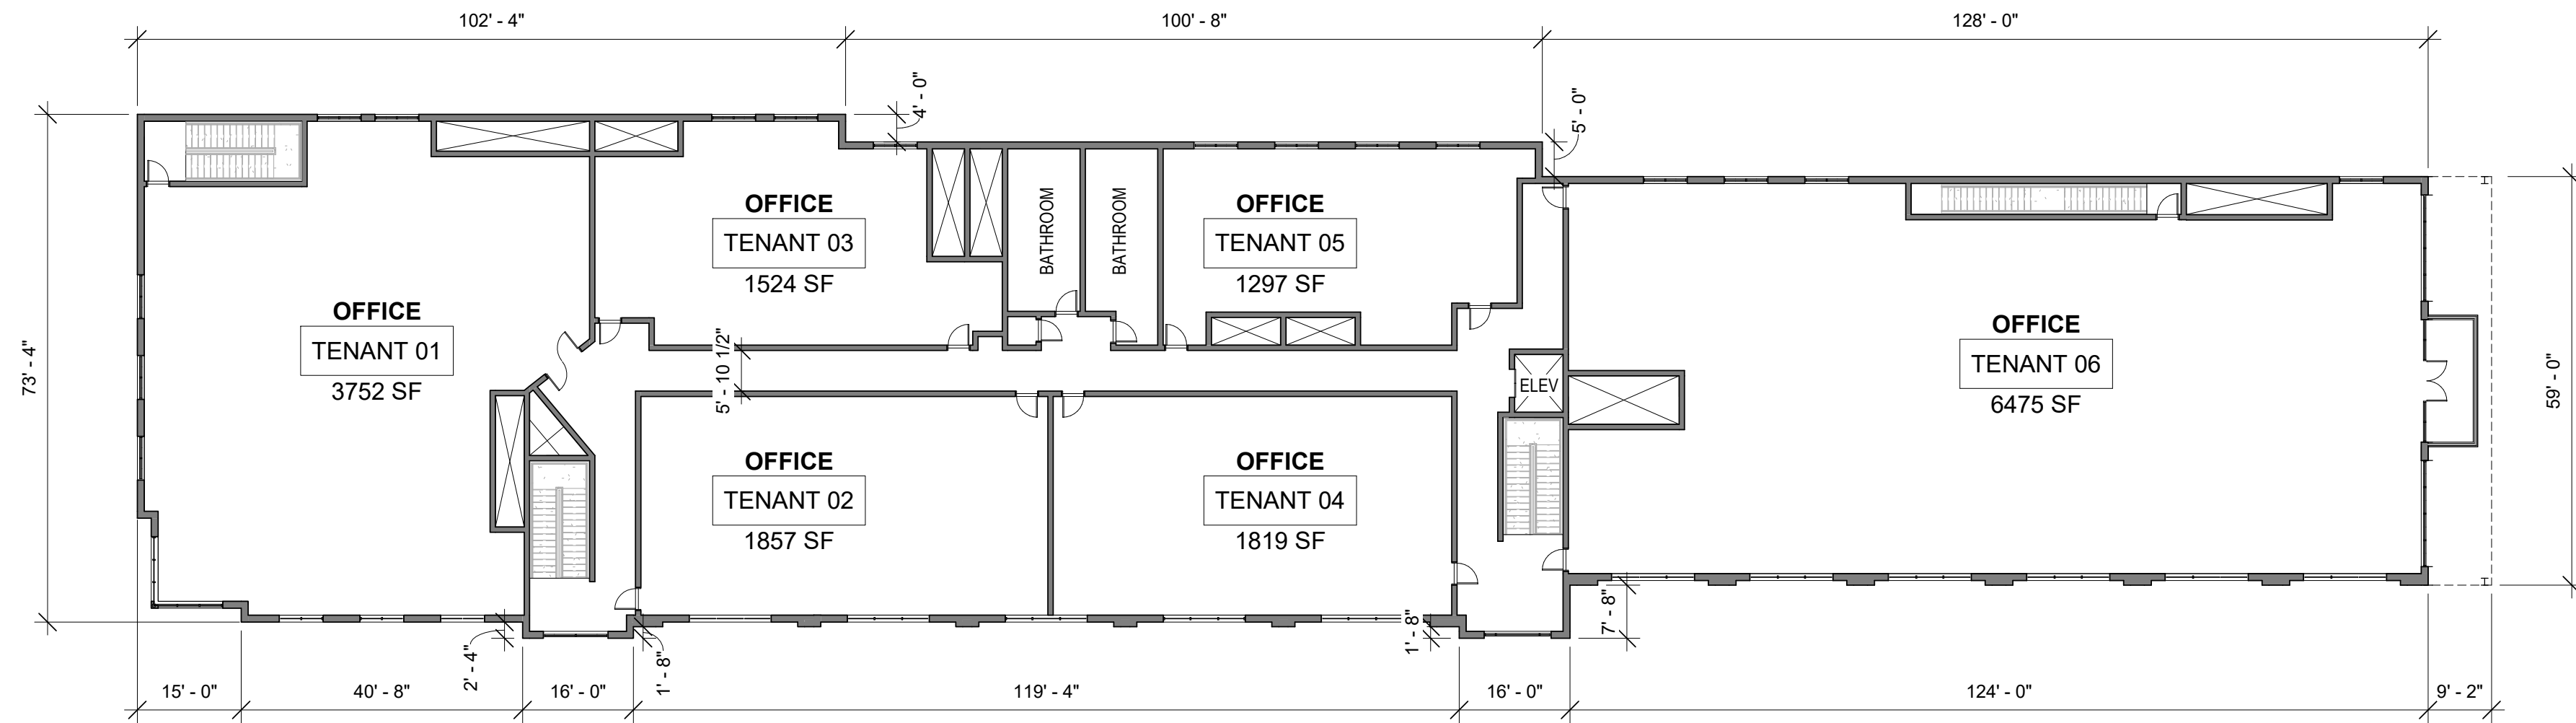 102' - 4"
100' - 8"
128' - 0"
4' - 0"
5' - 0"
73' - 4"
59' - 0"
OFFICE
TENANT 01
3752 SF
OFFICE
TENANT 03
1524 SF
BATHROOM
BATHROOM
OFFICE
TENANT 05
1297 SF
OFFICE
TENANT 06
6475 SF
5' - 10 1/2"
ELEV
OFFICE
TENANT 02
1857 SF
OFFICE
TENANT 04
1819 SF
2' - 4"
1' - 8"
1' - 8"
7' - 8"
15' - 0"
40' - 8"
16' - 0"
119' - 4"
16' - 0"
124' - 0"
9' - 2"